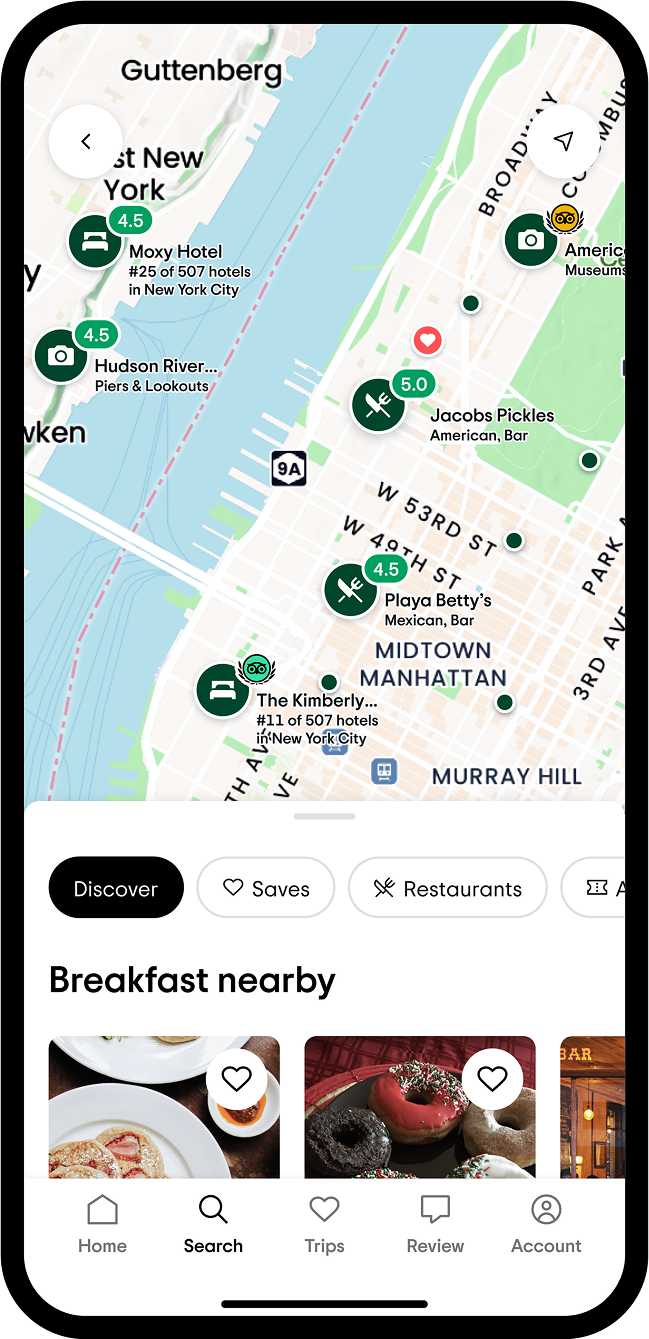 Guttenberg
st New
York
BROADWAY
4.5
Moxy Hotel
#25 of 507 hotels
in New York City
Americ
Museums
y
4.5
Hudson River...
Piers & Lookouts
5.0
Jacobs Pickles
American, Bar
wken
9A
W 53RD ST
W 49TH ST
4.5
Playa Betty's
Mexican, Bar
PARK A
3RD AVE
MIDTOWN
MANHATTAN
The Kimberly...
#11 of 507 hotels
in New York City
TH AV
VE
MURRAY HILL
Discover
Saves
Restaurants
A
Breakfast nearby
BAR
Home
Search
Trips
Review
Account